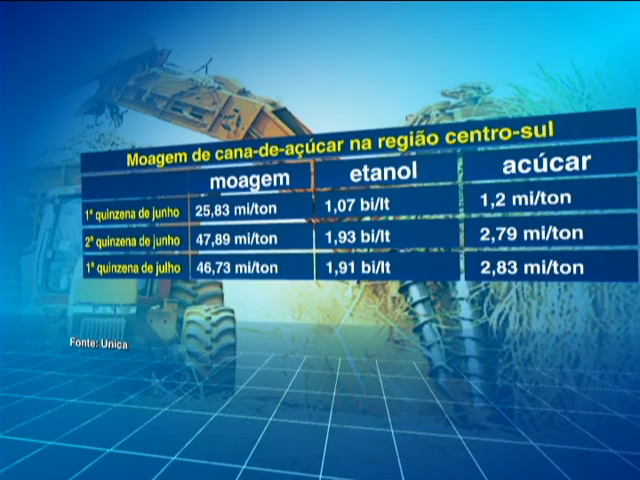 Moagem de cana-de-açúcar na região centro-sul
moagem etanol acúcar
1ª quinzena de junho 25,83 mi/ton 1,07 bi/lt 1,2 mi/ton
2ª quinzena de junho 47,89 mi/ton 1,93 bi/lt 2,79 mi/ton
1ª quinzena de julho 46,73 mi/ton 1,91 bi/lt 2,83 mi/ton
Fonte: Unica